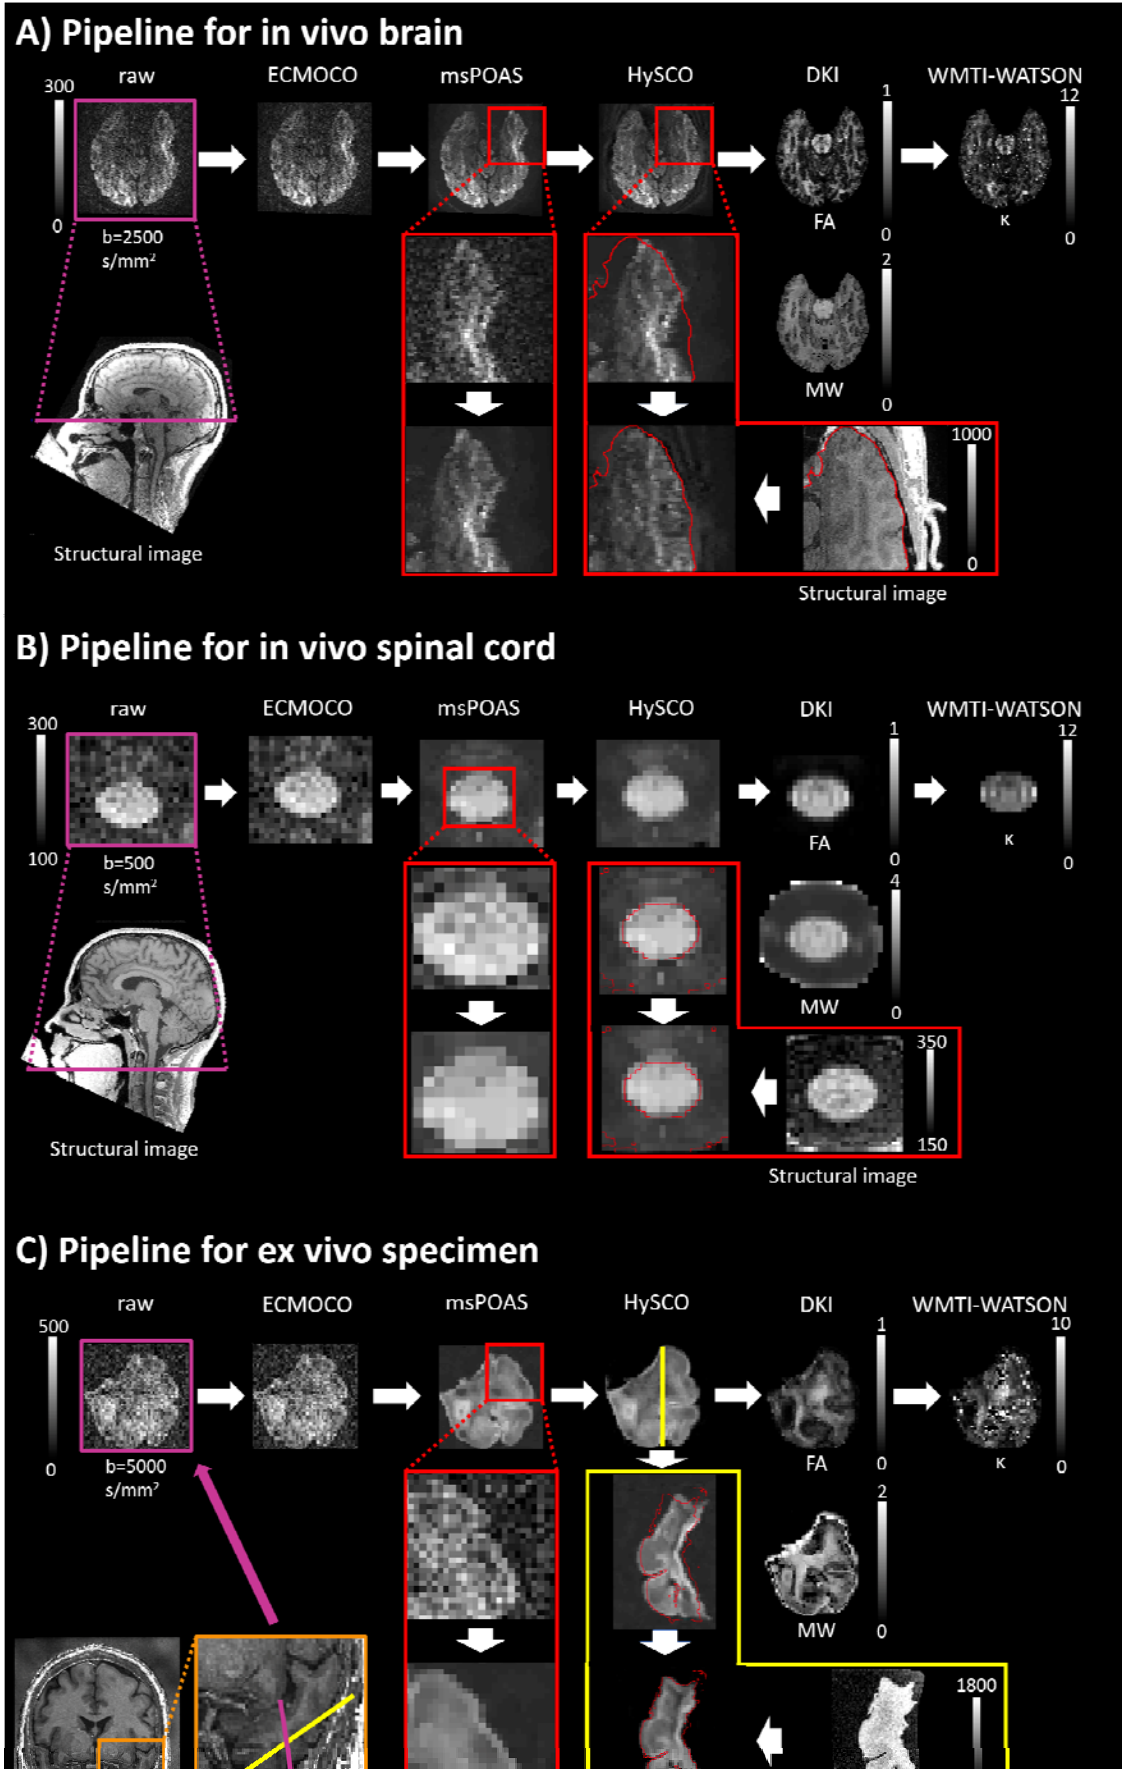 A) Pipeline for in vivo brain
raw ECMOCO msPOAS HySCO DKI WMTI-WATSON
300
0
b=2500
s/mm²
1
0
FA
12
0
κ
2
0
MW
Structural image
1000
0
Structural image
B) Pipeline for in vivo spinal cord
raw ECMOCO msPOAS HySCO DKI WMTI-WATSON
300
100
b=500
s/mm²
1
0
FA
12
0
κ
4
0
MW
Structural image
350
150
Structural image
C) Pipeline for ex vivo specimen
raw ECMOCO msPOAS HySCO DKI WMTI-WATSON
500
0
b=5000
s/mm²
1
0
FA
10
0
κ
2
0
MW
1800